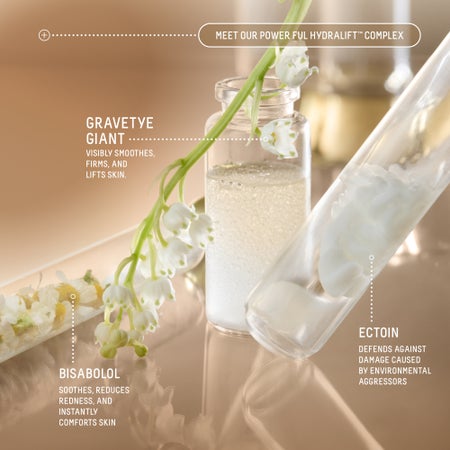 MEET OUR POWER FUL HYDRALIFT™ COMPLEX
GRAVETYE
GIANT
VISIBLY SMOOTHES,
FIRMS, AND
LIFTS SKIN.
ECTOIN
DEFENDS AGAINST
DAMAGE CAUSED
BY ENVIRONMENTAL
AGGRESSORS
BISABOLOL
SOOTHES, REDUCES
REDNESS, AND
INSTANTLY
COMFORTS SKIN